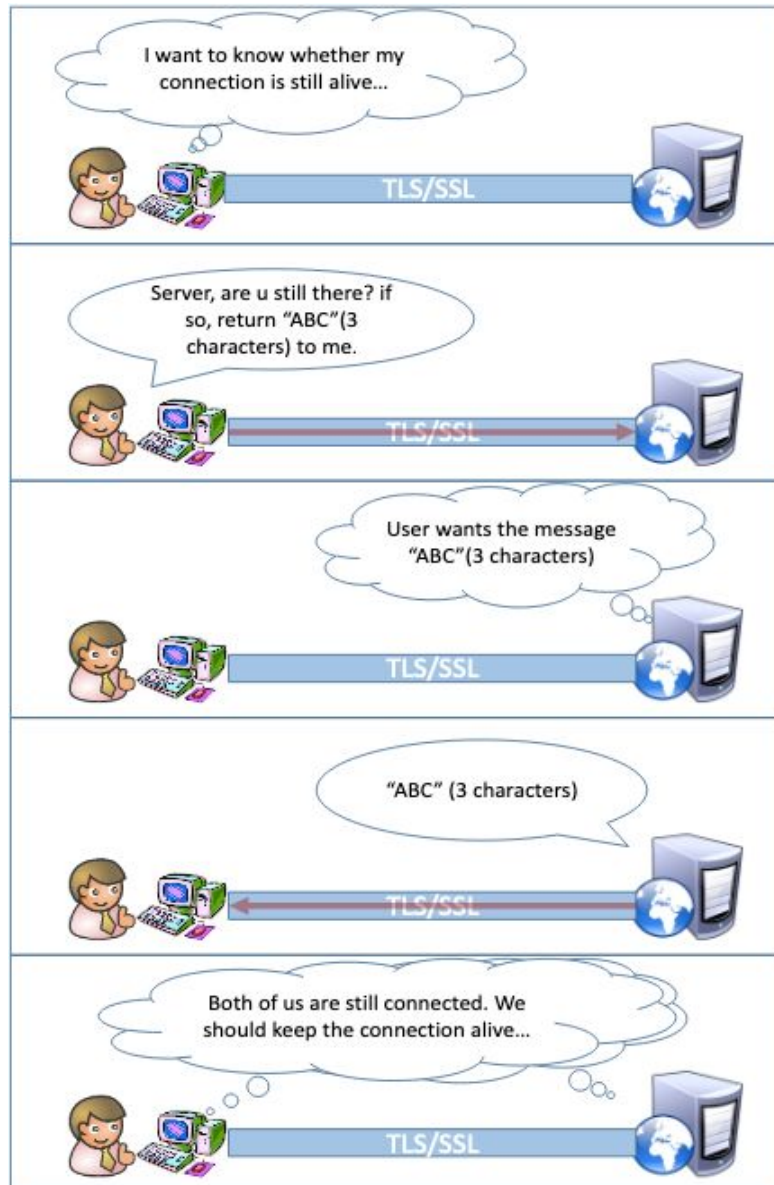 I want to know whether my
connection is still alive...
TLS/SSL
Server, are u still there? if
so, return “ABC”(3
characters) to me.
TLS/SSL
User wants the message
“ABC”(3 characters)
TLS/SSL
“ABC” (3 characters)
TLS/SSL
Both of us are still connected. We
should keep the connection alive...
TLS/SSL